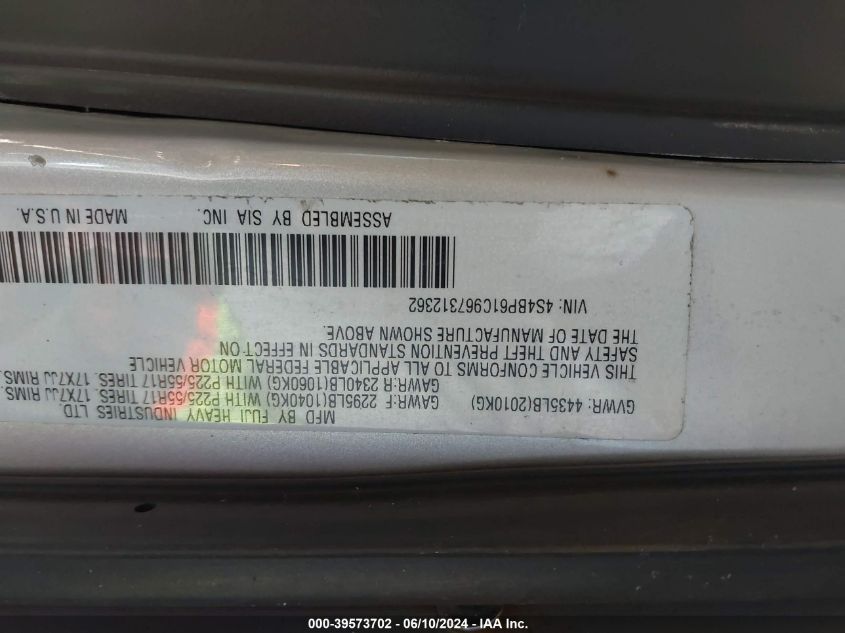 MFD BY FUJI HEAVY INDUSTRIES LTD
GVWR: 4435LB(2010KG)
GAWR:F 2295LB(1040KG) WITH P225/55R17 TIRES. 17X7JJ RIMS.
GAWR:R 2340LB(1060KG) WITH P225/55R17 TIRES. 17X7JJ RIMS.
THIS VEHICLE CONFORMS TO ALL APPLICABLE FEDERAL MOTOR VEHICLE
SAFETY AND THEFT PREVENTION STANDARDS IN EFFECT ON
THE DATE OF MANUFACTURE SHOWN ABOVE.
VIN: 4S4BP61C967312362
ASSEMBLED BY SIA INC. MADE IN U.S.A.
000-39573702 - 06/10/2024 - IAA Inc.